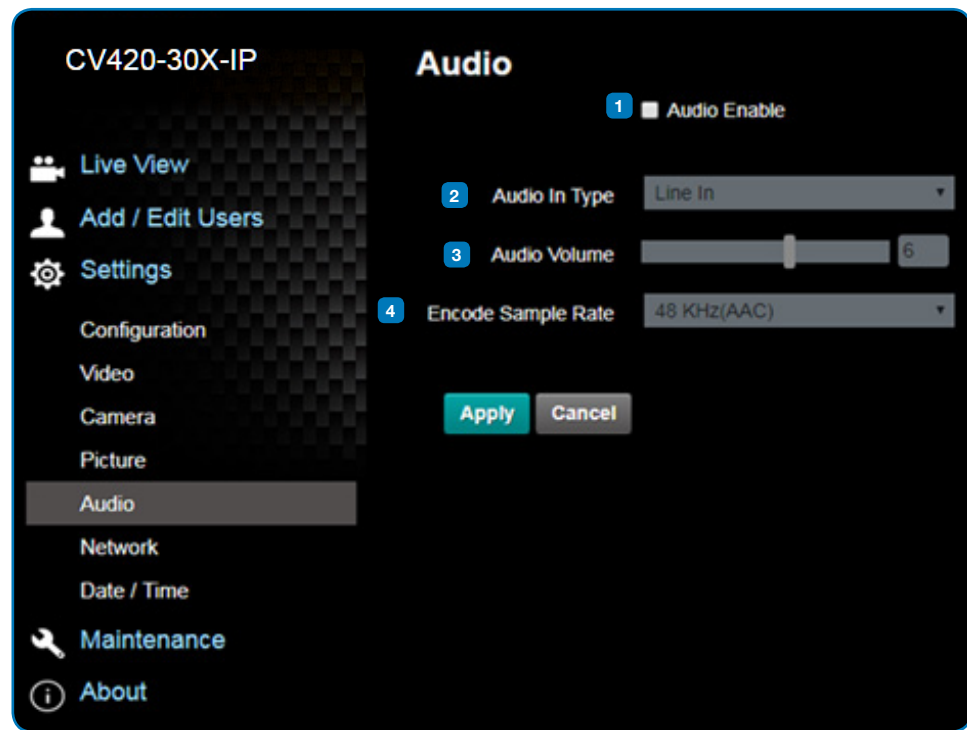 CV420-30X-IP
Live View
Add / Edit Users
Settings
Configuration
Video
Camera
Picture
Audio
Network
Date / Time
Maintenance
About
Audio
1 Audio Enable
2 Audio In Type Line In
3 Audio Volume 6
4 Encode Sample Rate 48 KHz(AAC)
Apply Cancel